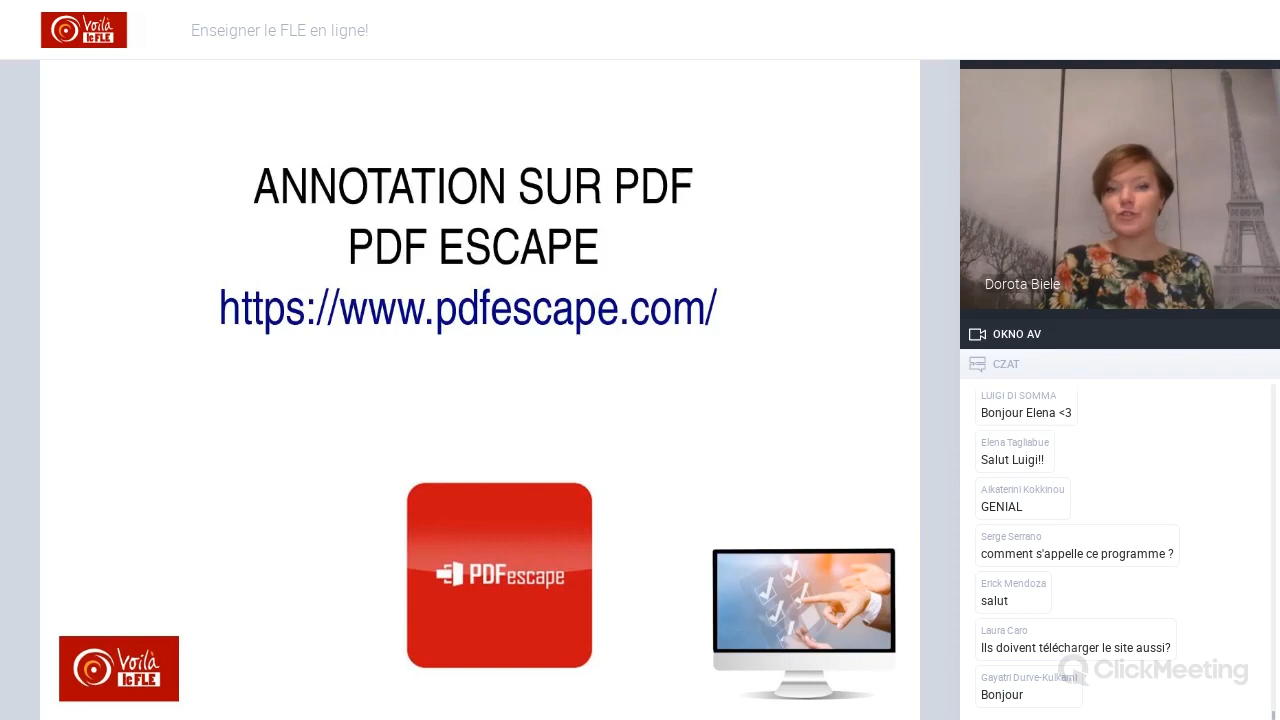 Voilà
le FLE
Enseigner le FLE en ligne!
ANNOTATION SUR PDF
PDF ESCAPE
https://www.pdfescape.com/
PDFescape
Voilà
le FLE
Dorota Biele
OKNO AV
CZAT
LUIGI DI SOMMA
Bonjour Elena <3
Elena Tagliabue
Salut Luigi!!
Aikaterini Kokkinou
GENIAL
Serge Serrano
comment s'appelle ce programme ?
Erick Mendoza
salut
Laura Caro
Ils doivent télécharger le site aussi?
Gayatri Durve-Kulkarni
Bonjour
ClickMeeting